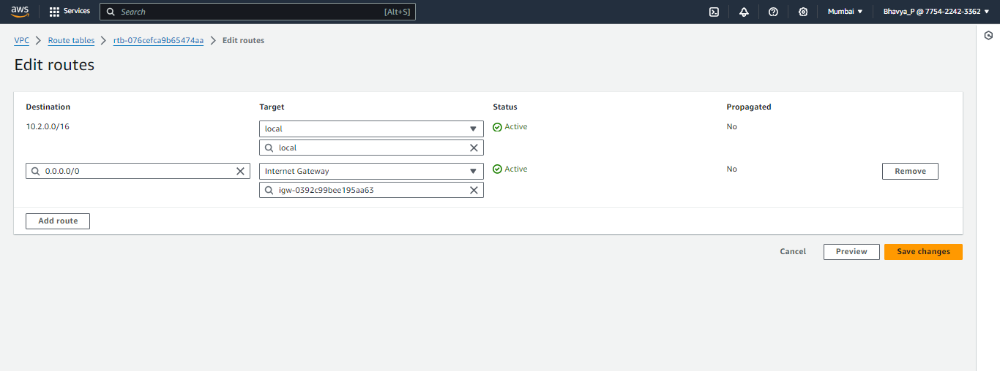 aws Services Search [Alt+S] Mumbai Bhavya_P @ 7754-2242-3362
VPC Route tables rtb-076cefca9b65474aa Edit routes
Edit routes
Destination Target Status Propagated
10.2.0.0/16 local Active No
local
0.0.0.0/0 Internet Gateway Active No Remove
igw-0392c99bee195aa63
Add route
Cancel Preview Save changes